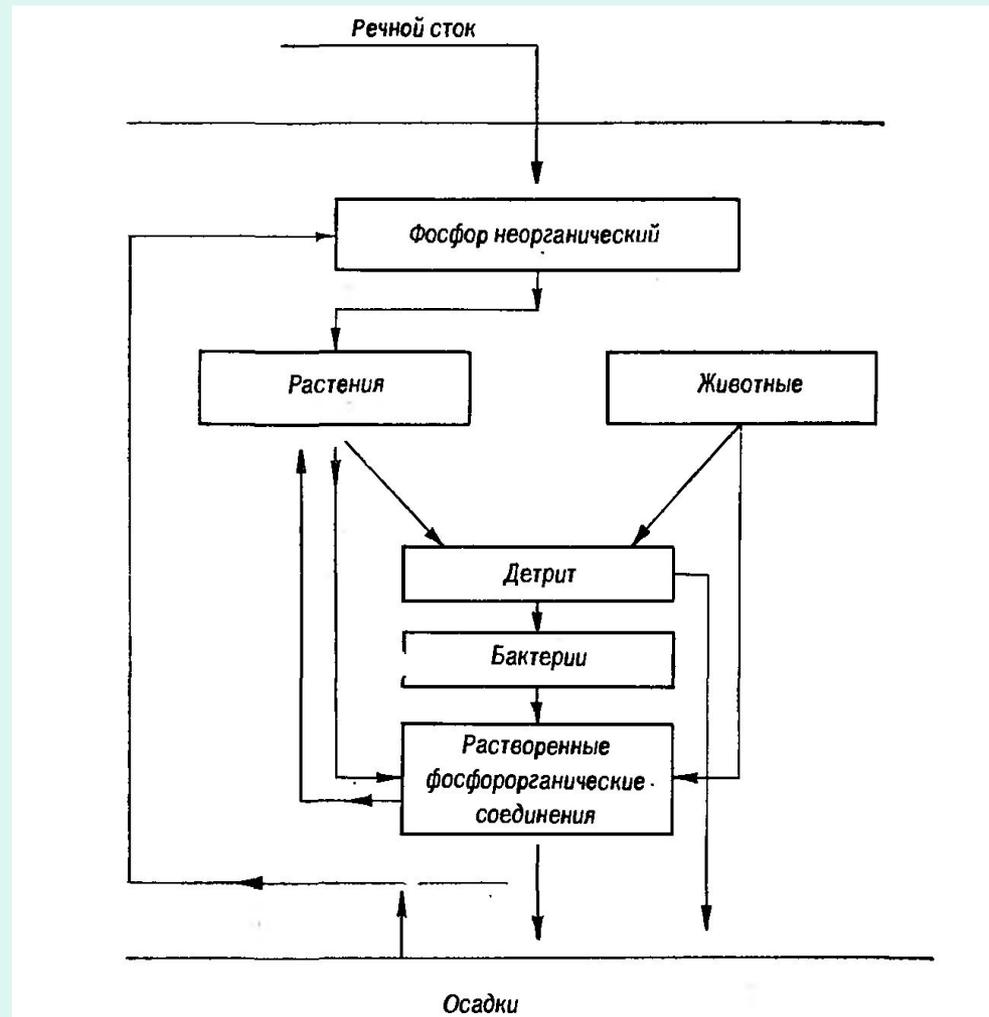 Речной сток
Фосфор неорганический
Растения
Животные
Детрит
Бактерии
Растворенные
фосфорорганические
соединения
Осадки